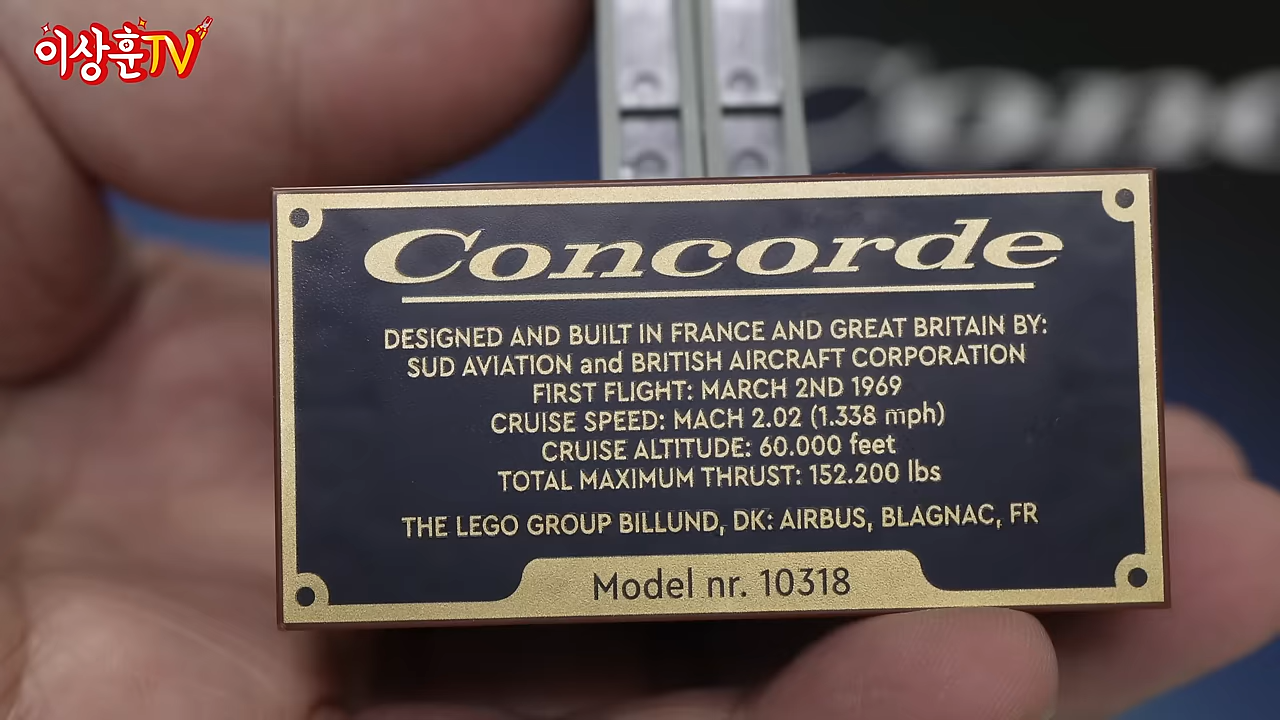 이상훈TV
Concorde
DESIGNED AND BUILT IN FRANCE AND GREAT BRITAIN BY:
SUD AVIATION and BRITISH AIRCRAFT CORPORATION
FIRST FLIGHT: MARCH 2ND 1969
CRUISE SPEED: MACH 2.02 (1.338 mph)
CRUISE ALTITUDE: 60.000 feet
TOTAL MAXIMUM THRUST: 152.200 lbs
THE LEGO GROUP BILLUND, DK: AIRBUS, BLAGNAC, FR
Model nr. 10318